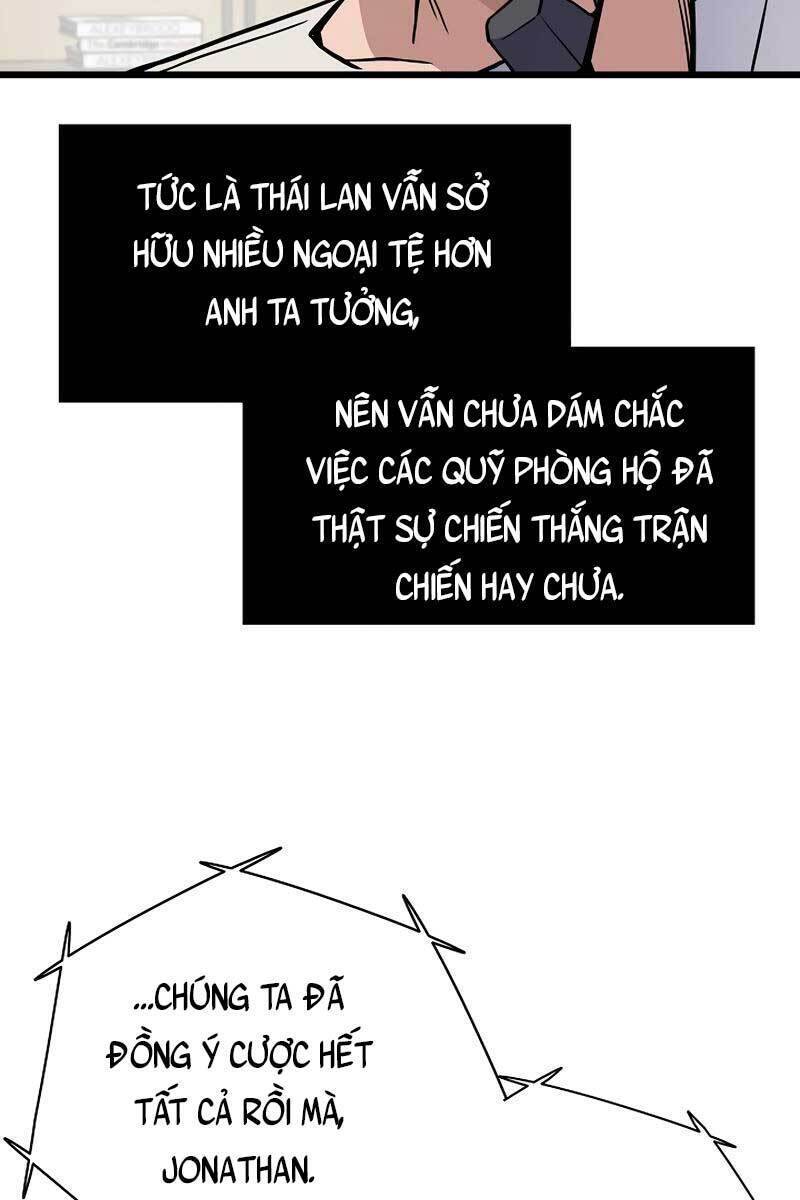 The Cambridge
TỨC LÀ THÁI LAN VẪN SỞ
HỮU NHIỀU NGOẠI TỆ HƠN
ANH TA TƯỞNG,
NÊN VẪN CHƯA DÁM CHẮC
VIỆC CÁC QUỸ PHÒNG HỘ ĐÃ
THẬT SỰ CHIẾN THẮNG TRẬN
CHIẾN HAY CHƯA.
...CHÚNG TA ĐÃ
ĐỒNG Ý CƯỢC HẾT
TẤT CẢ RỒI MÀ,
JONATHAN.